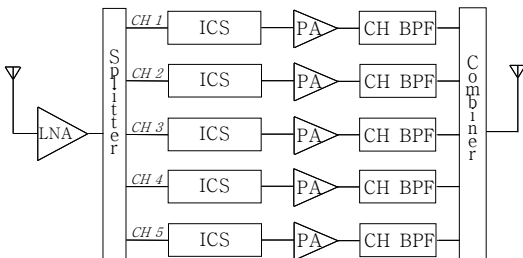 CH 1 ICS PA CH BPF
CH 2 ICS PA CH BPF
LNA Splitter CH 3 ICS PA CH BPF Combiner
CH 4 ICS PA CH BPF
CH 5 ICS PA CH BPF